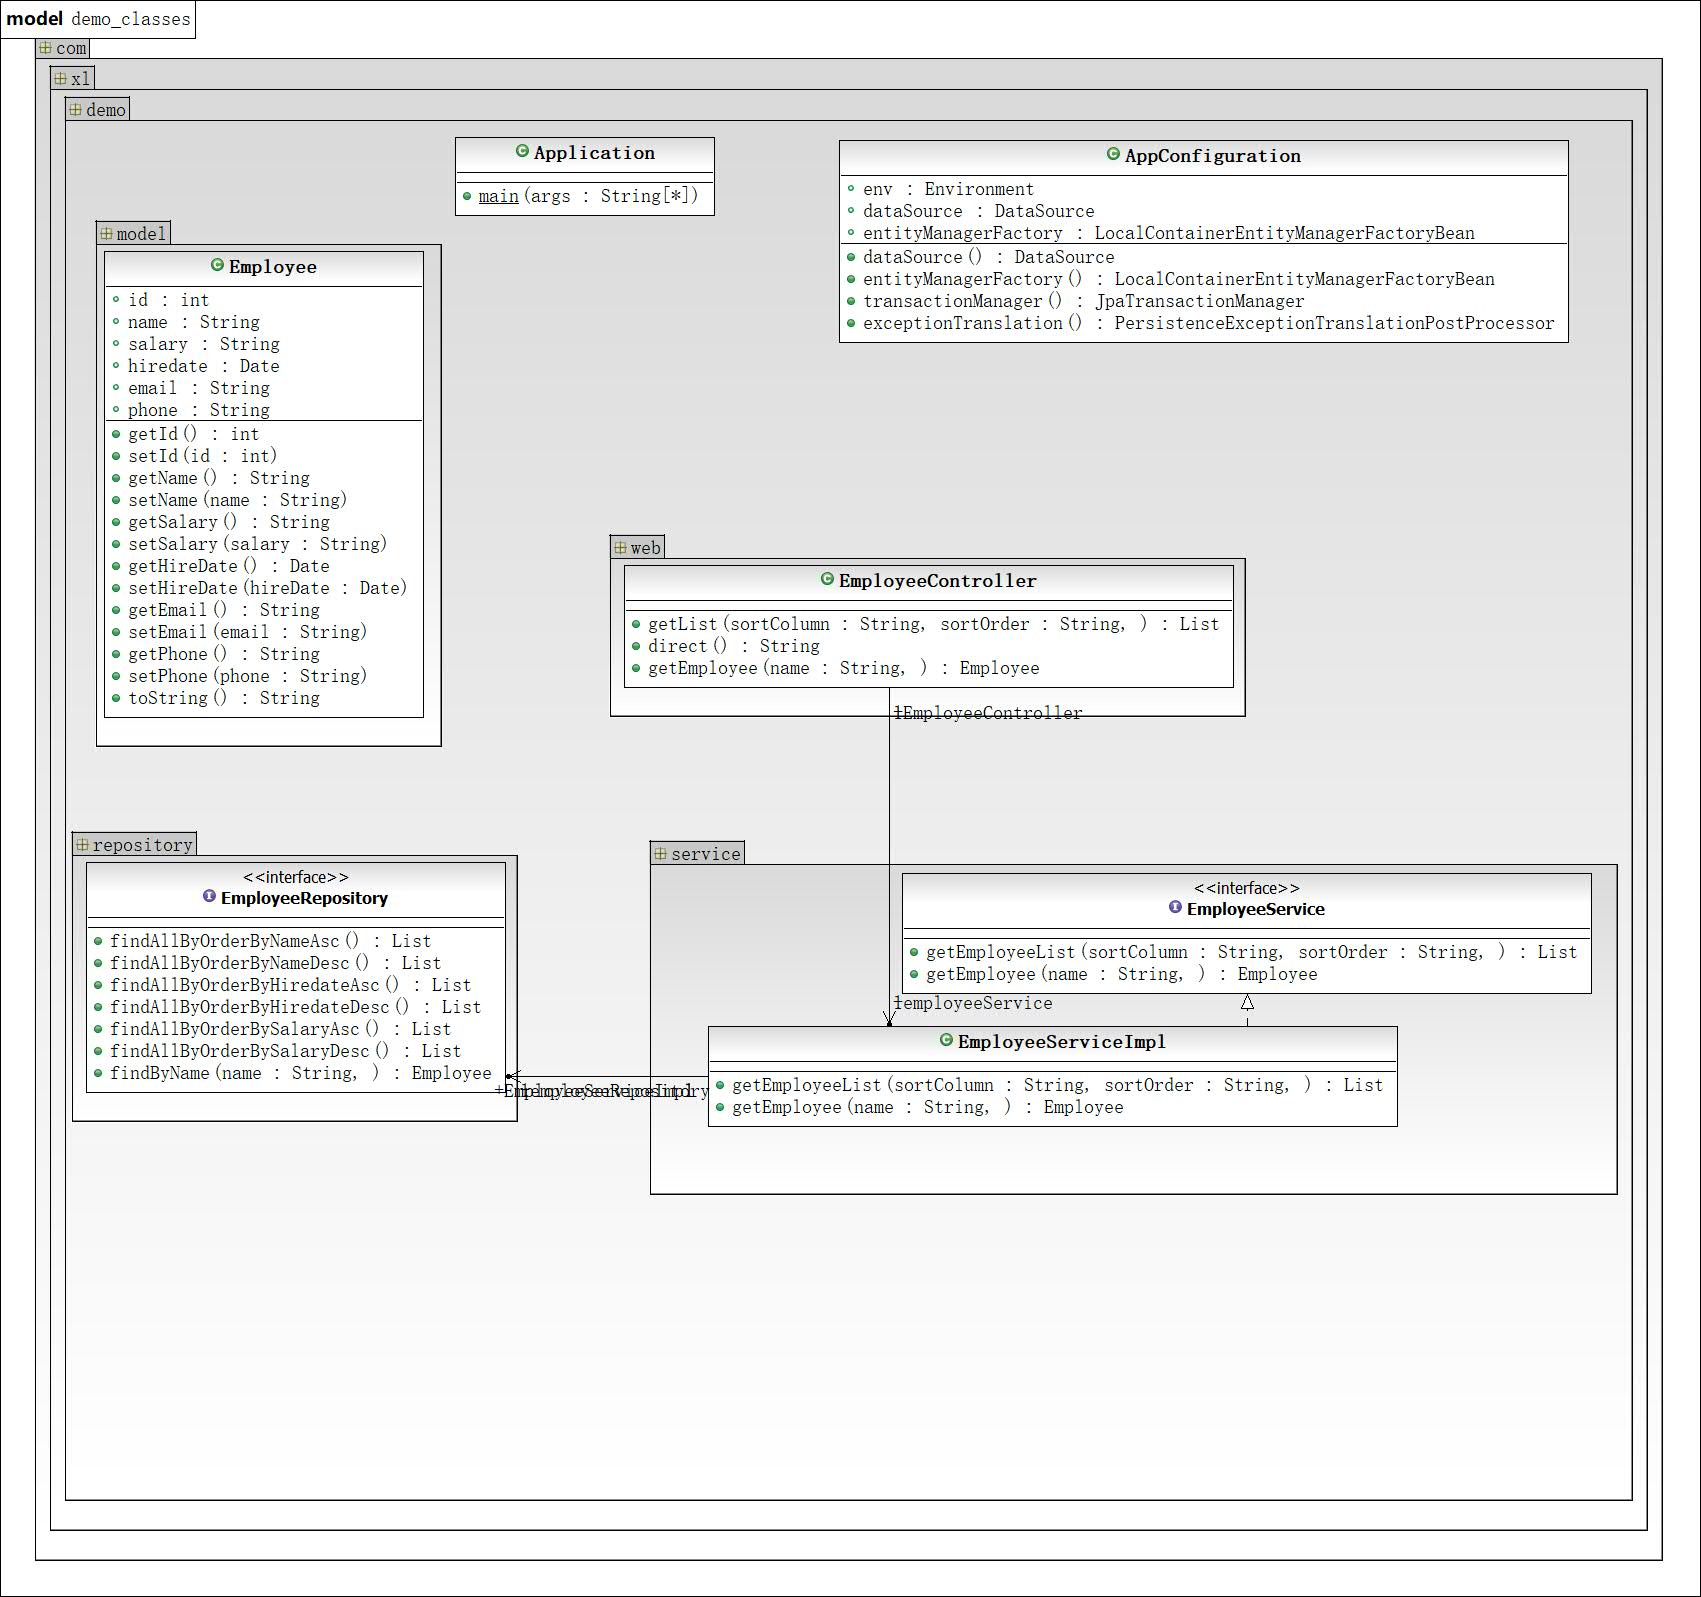 model demo_classes
com
xl
demo
Application
main(args : String[*])
AppConfiguration
env : Environment
dataSource : DataSource
entityManagerFactory : LocalContainerEntityManagerFactoryBean
dataSource() : DataSource
entityManagerFactory() : LocalContainerEntityManagerFactoryBean
transactionManager() : JpaTransactionManager
exceptionTranslation() : PersistenceExceptionTranslationPostProcessor
model
Employee
id : int
name : String
salary : String
hiredate : Date
email : String
phone : String
getId() : int
setId(id : int)
getName() : String
setName(name : String)
getSalary() : String
setSalary(salary : String)
getHireDate() : Date
setHireDate(hireDate : Date)
getEmail() : String
setEmail(email : String)
getPhone() : String
setPhone(phone : String)
toString() : String
web
EmployeeController
getList(sortColumn : String, sortOrder : String, ) : List
direct() : String
getEmployee(name : String, ) : Employee
EmployeeController
repository
<<interface>>
EmployeeRepository
findAllByOrderByNameAsc() : List
findAllByOrderByNameDesc() : List
findAllByOrderByHiredateAsc() : List
findAllByOrderByHiredateDesc() : List
findAllByOrderBySalaryAsc() : List
findAllByOrderBySalaryDesc() : List
findByName(name : String, ) : Employee
service
<<interface>>
EmployeeService
getEmployeeList(sortColumn : String, sortOrder : String, ) : List
getEmployee(name : String, ) : Employee
employeeService
EmployeeServiceImpl
getEmployeeList(sortColumn : String, sortOrder : String, ) : List
getEmployee(name : String, ) : Employee